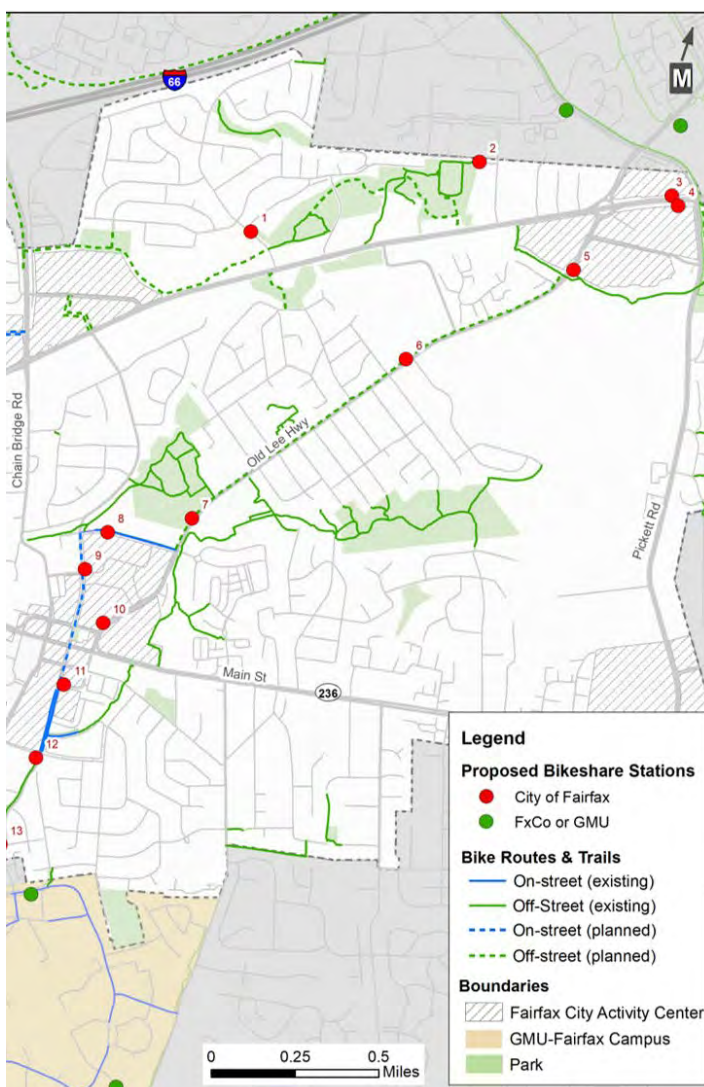 66
M
2
3
4
1
5
6
Chain Bridge Rd
Old Lee Hwy
7
8
Pickett Rd
9
10
11
Main St
236
12
13
Legend
Proposed Bikeshare Stations
City of Fairfax
FxCo or GMU
Bike Routes & Trails
On-street (existing)
Off-Street (existing)
On-street (planned)
Off-street (planned)
Boundaries
Fairfax City Activity Center
GMU-Fairfax Campus
Park
0 0.25 0.5
Miles